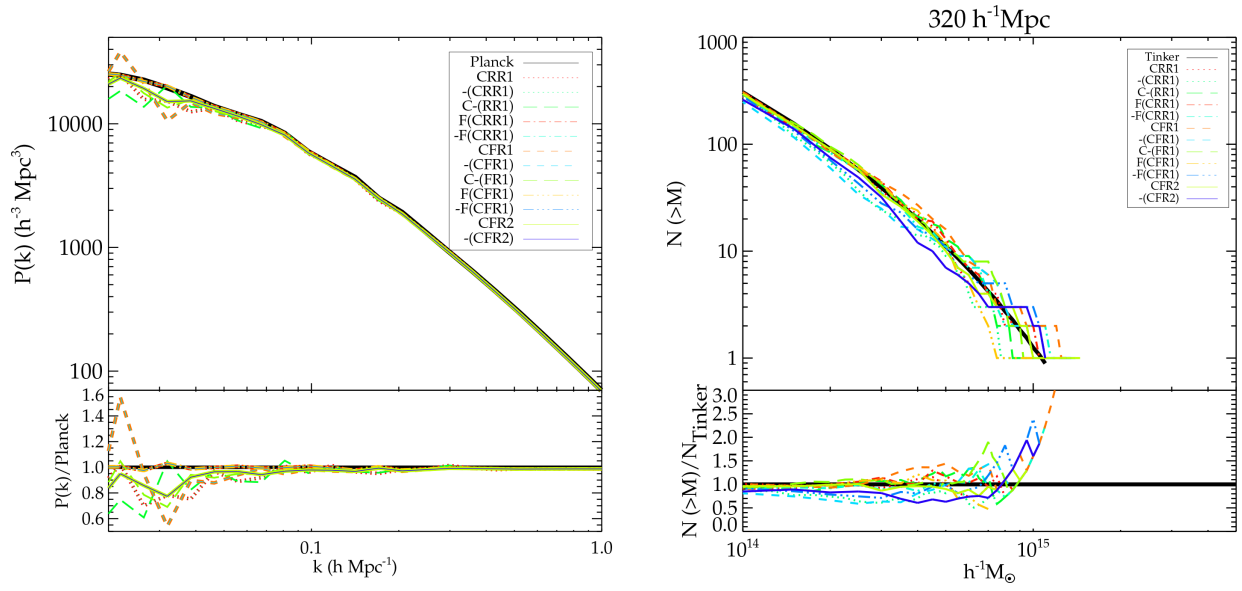 P(k) (h⁻³ Mpc³)
10000
1000
100
Planck
CRR1
-(CRR1)
C-(RR1)
F(CRR1)
-F(CRR1)
CFR1
-(CFR1)
C-(FR1)
F(CFR1)
-F(CFR1)
CFR2
-(CFR2)
P(k)/Planck
1.6
1.4
1.2
1.0
0.8
0.6
0.1
1.0
k (h Mpc⁻¹)
320 h⁻¹Mpc
N (>M)
1000
100
10
1
Tinker
CRR1
-(CRR1)
C-(RR1)
F(CRR1)
-F(CRR1)
CFR1
-(CFR1)
C-(FR1)
F(CFR1)
-F(CFR1)
CFR2
-(CFR2)
N (>M)/N_Tinker
3.0
2.5
2.0
1.5
1.0
0.5
0.0
10¹⁴
10¹⁵
h⁻¹M☉